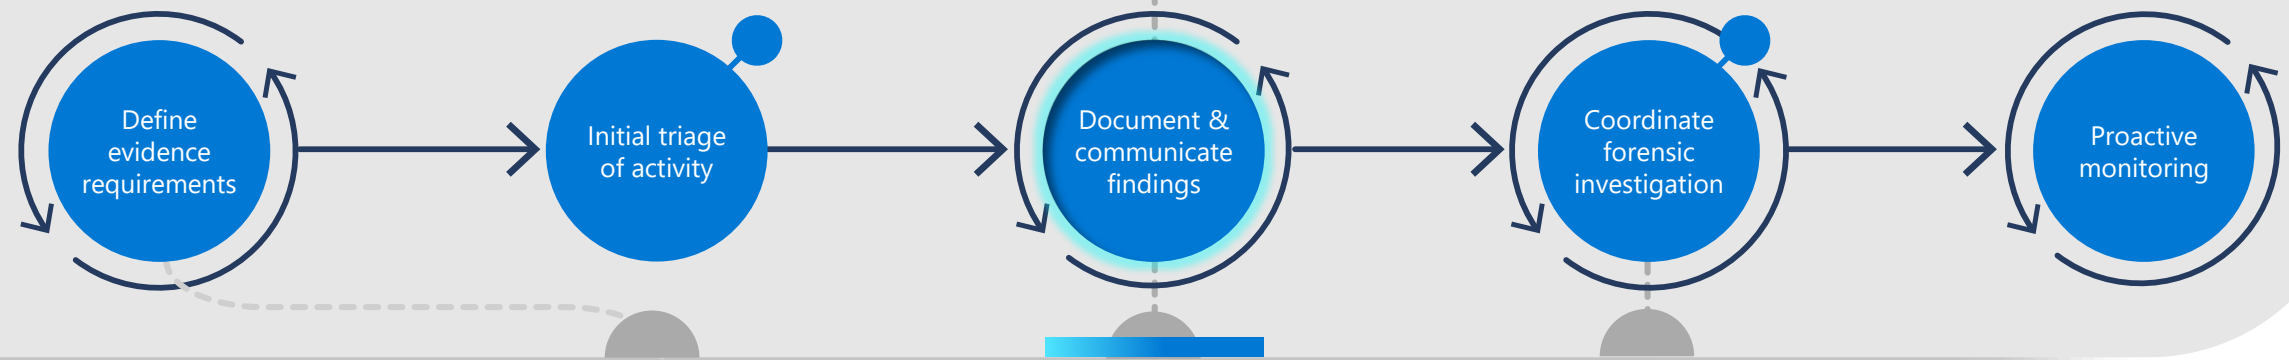 Define
evidence
requirements
Initial triage
of activity
Document &
communicate
findings
Coordinate
forensic
investigation
Proactive
monitoring